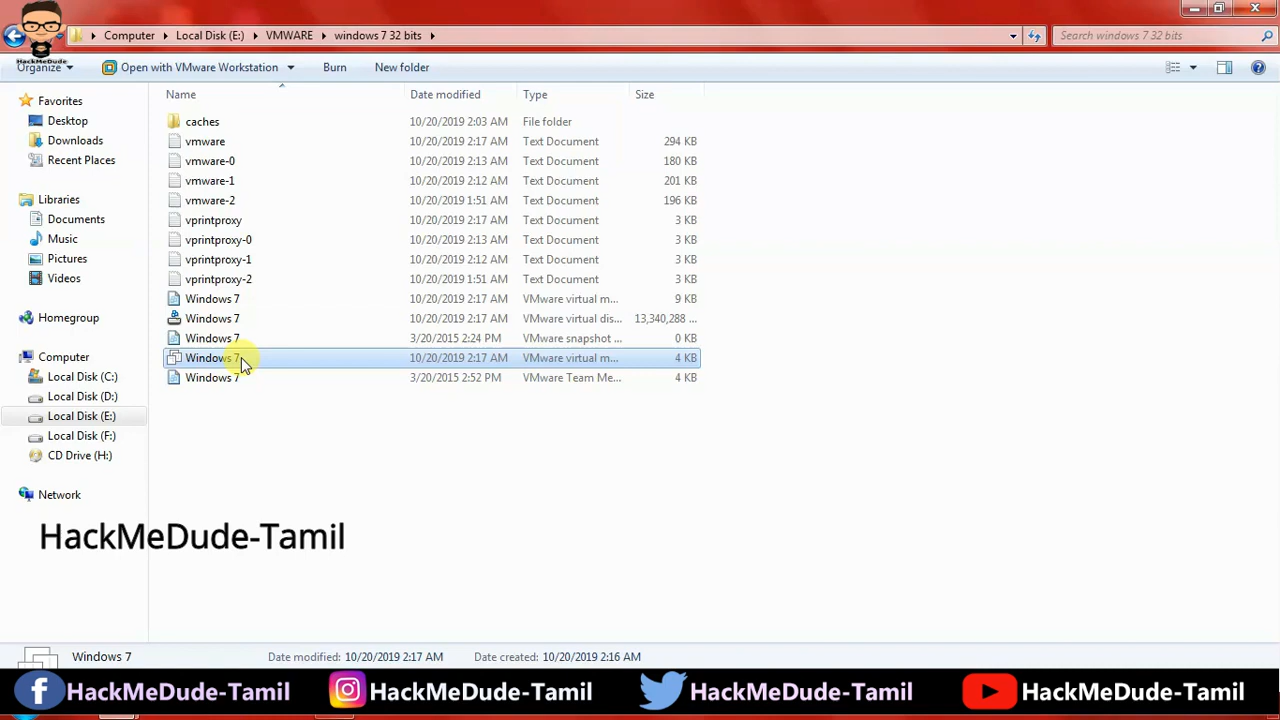 HackMeDude
Computer Local Disk (E:) VMWARE windows 7 32 bits Search windows 7 32 bits
Organize Open with VMware Workstation Burn New folder
Name Date modified Type Size
Favorites
Desktop
Downloads
Recent Places
Libraries
Documents
Music
Pictures
Videos
Homegroup
Computer
Local Disk (C:)
Local Disk (D:)
Local Disk (E:)
Local Disk (F:)
CD Drive (H:)
Network
caches 10/20/2019 2:03 AM File folder
vmware 10/20/2019 2:17 AM Text Document 294 KB
vmware-0 10/20/2019 2:13 AM Text Document 180 KB
vmware-1 10/20/2019 2:12 AM Text Document 201 KB
vmware-2 10/20/2019 1:51 AM Text Document 196 KB
vprintproxy 10/20/2019 2:17 AM Text Document 3 KB
vprintproxy-0 10/20/2019 2:13 AM Text Document 3 KB
vprintproxy-1 10/20/2019 2:12 AM Text Document 3 KB
vprintproxy-2 10/20/2019 1:51 AM Text Document 3 KB
Windows 7 10/20/2019 2:17 AM VMware virtual m... 9 KB
Windows 7 10/20/2019 2:17 AM VMware virtual dis... 13,340,288 ...
Windows 7 3/20/2015 2:24 PM VMware snapshot ... 0 KB
Windows 7 10/20/2019 2:17 AM VMware virtual m... 4 KB
Windows 7 3/20/2015 2:52 PM VMware Team Me... 4 KB
HackMeDude-Tamil
Windows 7 Date modified: 10/20/2019 2:17 AM Date created: 10/20/2019 2:16 AM
HackMeDude-Tamil HackMeDude-Tamil HackMeDude-Tamil HackMeDude-Tamil